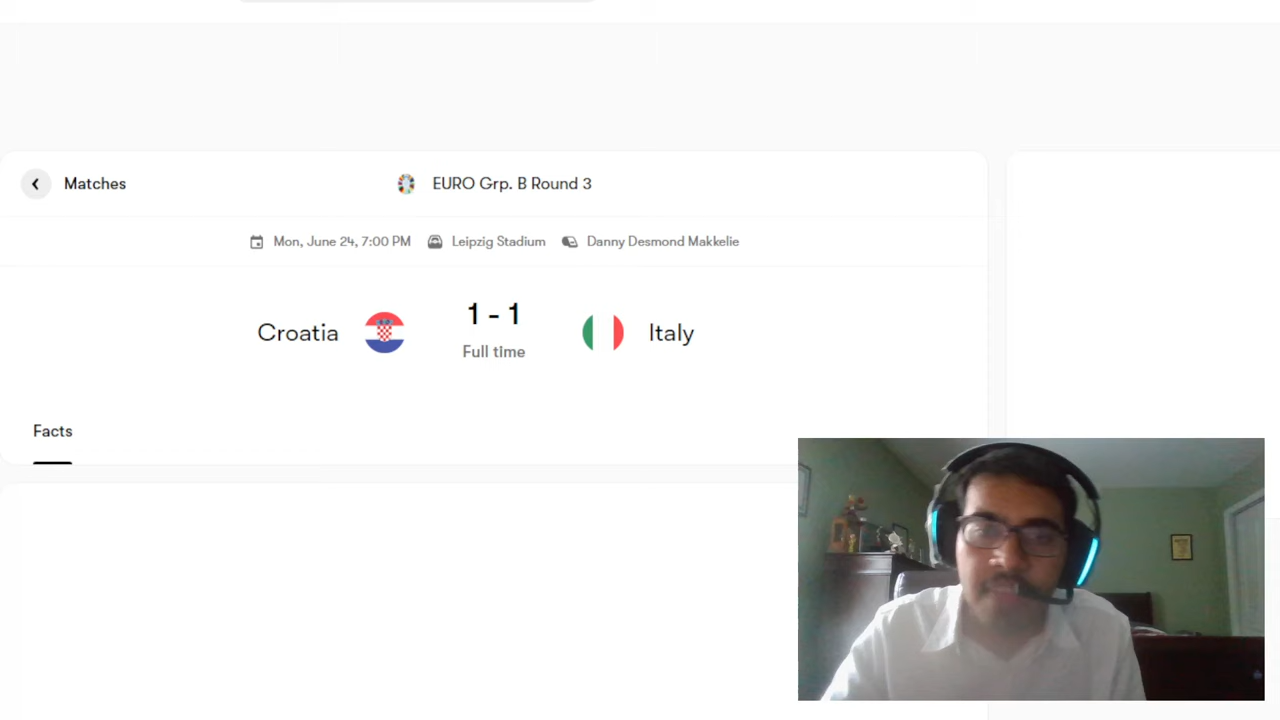 Matches
EURO Grp. B Round 3
Mon, June 24, 7:00 PM Leipzig Stadium Danny Desmond Makkelie
Croatia 1 - 1 Italy
Full time
Facts